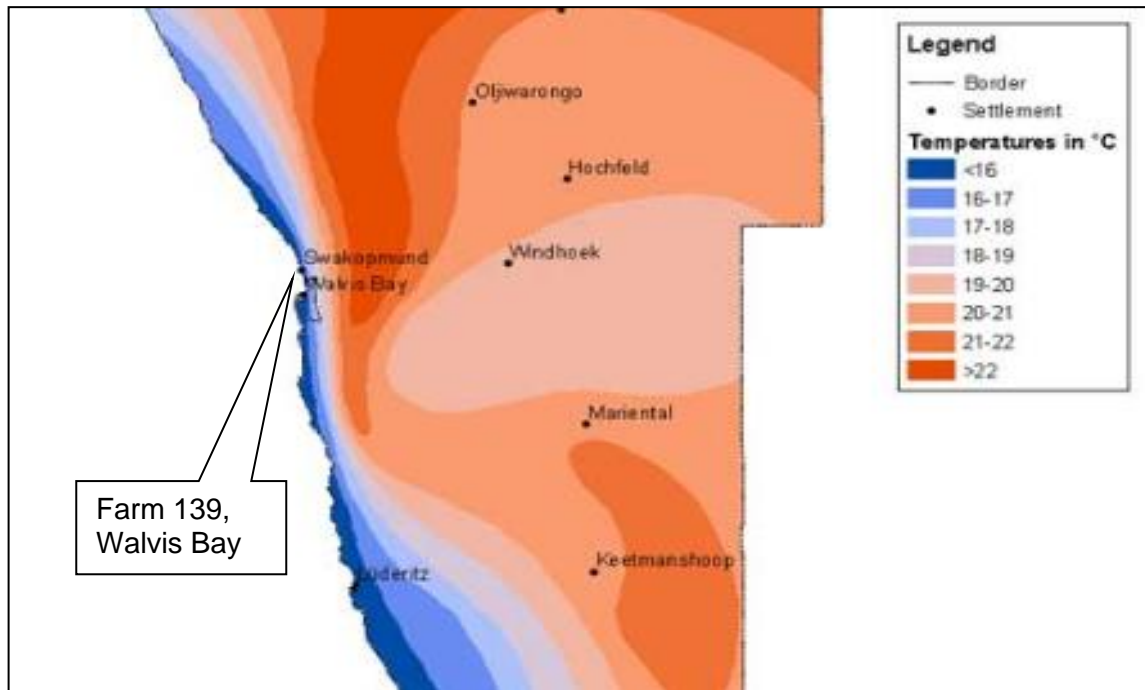 Legend
Border
Settlement
Temperatures in °C
<16
16-17
17-18
18-19
19-20
20-21
21-22
>22
Otjiwarongo
Hochfeld
Windhoek
Swakopmund
Walvis Bay
Mariental
Farm 139,
Walvis Bay
Keetmanshoop
Lüderitz